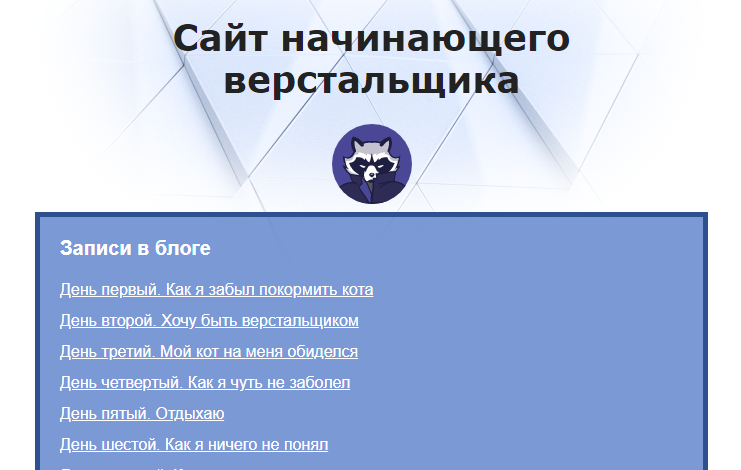 Сайт начинающего
верстальщика
Записи в блоге
День первый. Как я забыл покормить кота
День второй. Хочу быть верстальщиком
День третий. Мой кот на меня обиделся
День четвертый. Как я чуть не заболел
День пятый. Отдыхаю
День шестой. Как я ничего не понял